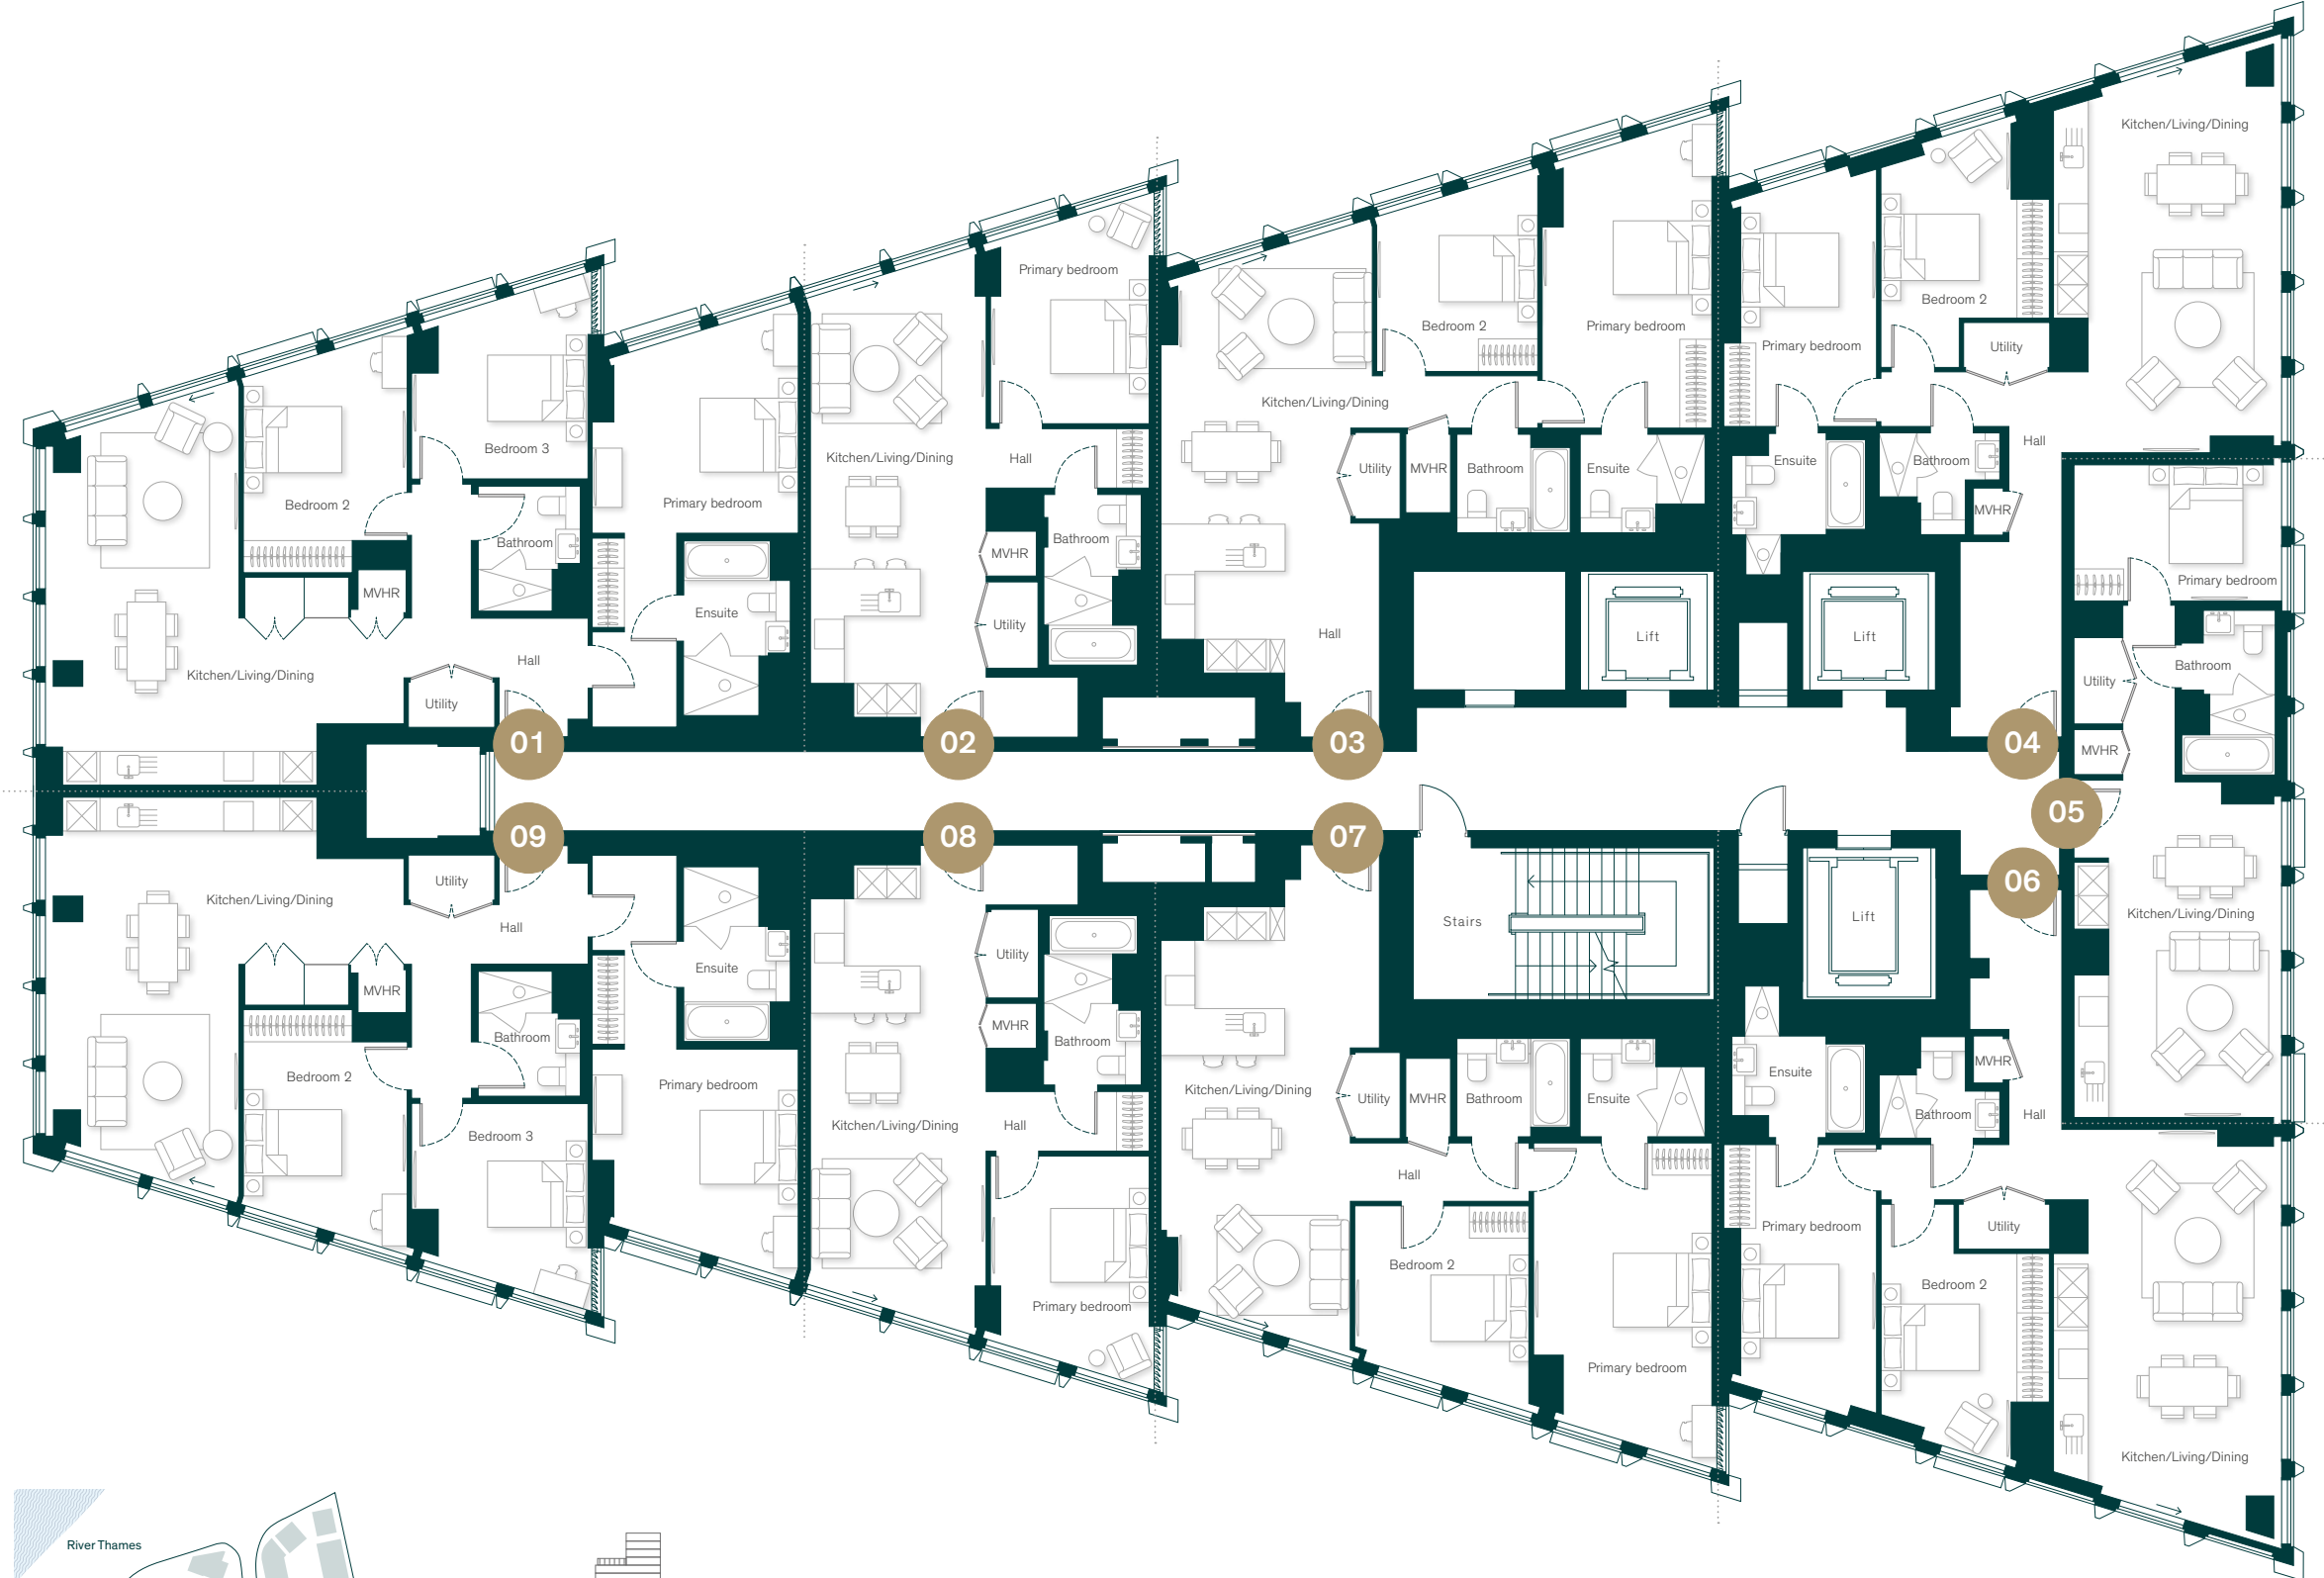 Kitchen/Living/Dining
Primary bedroom
Bedroom 2
Bedroom 2
Primary bedroom
Primary bedroom
Utility
Kitchen/Living/Dining
Hall
Bedroom 3
Kitchen/Living/Dining
Hall
Utility
MVHR
Bathroom
Ensuite
Ensuite
Bathroom
Bedroom 2
Primary bedroom
MVHR
Bathroom
MVHR
Bathroom
Primary bedroom
MVHR
Ensuite
Utility
Hall
Lift
Lift
Kitchen/Living/Dining
Hall
Bathroom
Utility
Utility
01
02
03
04
MVHR
05
09
08
07
06
Utility
Kitchen/Living/Dining
Hall
Stairs
Lift
Kitchen/Living/Dining
Utility
Ensuite
MVHR
MVHR
Bathroom
Bathroom
Bedroom 2
Primary bedroom
Kitchen/Living/Dining
Utility
MVHR
Bathroom
Ensuite
Ensuite
MVHR
Bathroom
Hall
Bedroom 3
Kitchen/Living/Dining
Hall
Hall
Primary bedroom
Utility
Bedroom 2
Bedroom 2
Primary bedroom
Primary bedroom
Kitchen/Living/Dining
River Thames